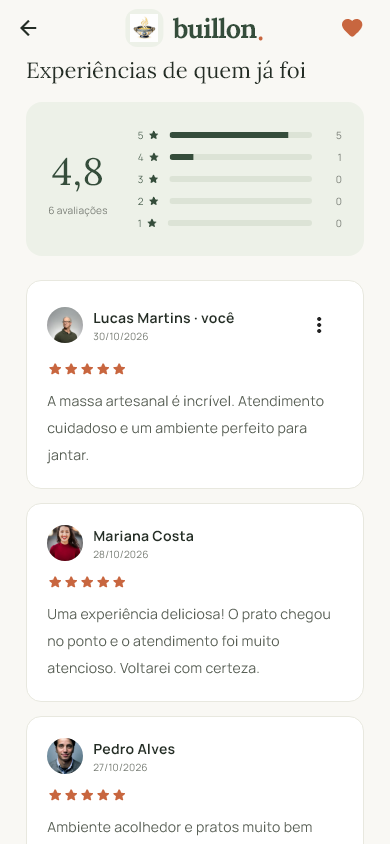 buillon.
Experiências de quem já foi
4,8
6 avaliações
5 ★ 5
4 ★ 1
3 ★ 0
2 ★ 0
1 ★ 0
Lucas Martins · você
30/10/2026
A massa artesanal é incrível. Atendimento
cuidadoso e um ambiente perfeito para
jantar.
Mariana Costa
28/10/2026
Uma experiência deliciosa! O prato chegou
no ponto e o atendimento foi muito
atencioso. Voltarei com certeza.
Pedro Alves
27/10/2026
Ambiente acolhedor e pratos muito bem